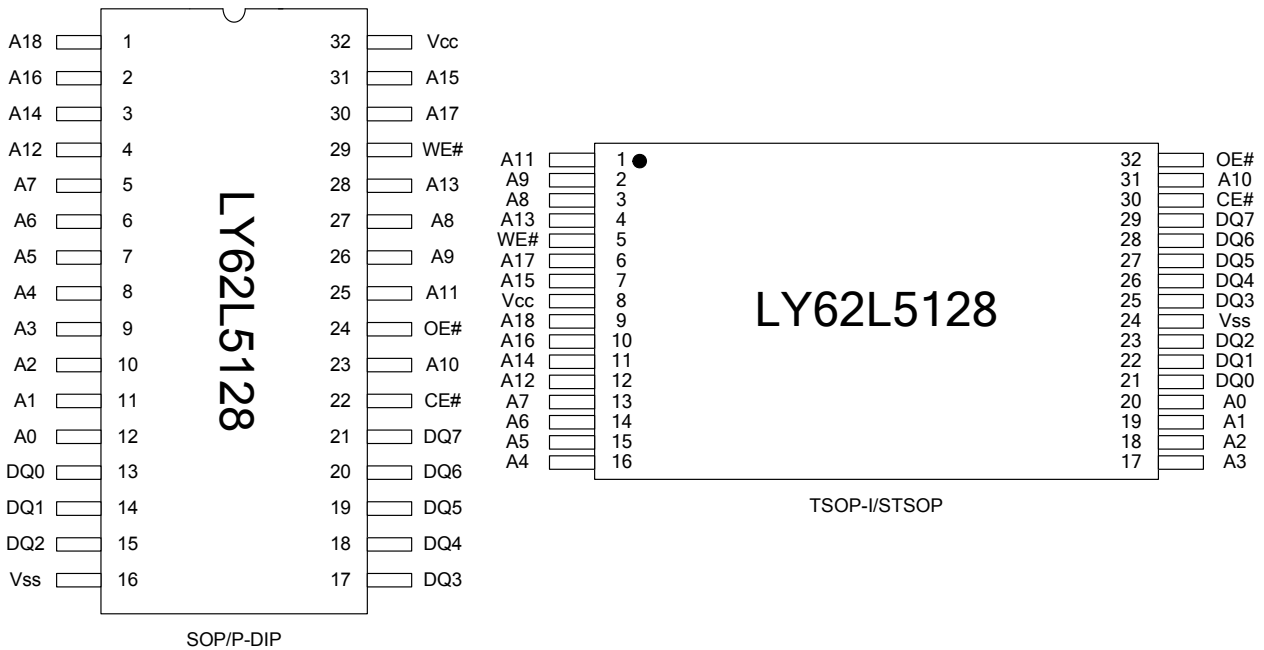 A18 1 32 Vcc
A16 2 31 A15
A14 3 30 A17
A12 4 29 WE#
A7 5 28 A13
A6 6 27 A8
A5 7 26 A9
A4 8 25 A11
A3 9 24 OE#
A2 10 23 A10
A1 11 22 CE#
A0 12 21 DQ7
DQ0 13 20 DQ6
DQ1 14 19 DQ5
DQ2 15 18 DQ4
Vss 16 17 DQ3
LY62L5128
SOP/P-DIP
A11 1 32 OE#
A9 2 31 A10
A8 3 30 CE#
A13 4 29 DQ7
WE# 5 28 DQ6
A17 6 27 DQ5
A15 7 26 DQ4
Vcc 8 25 DQ3
A18 9 24 Vss
A16 10 23 DQ2
A14 11 22 DQ1
A12 12 21 DQ0
A7 13 20 A0
A6 14 19 A1
A5 15 18 A2
A4 16 17 A3
LY62L5128
TSOP-I/STSOP